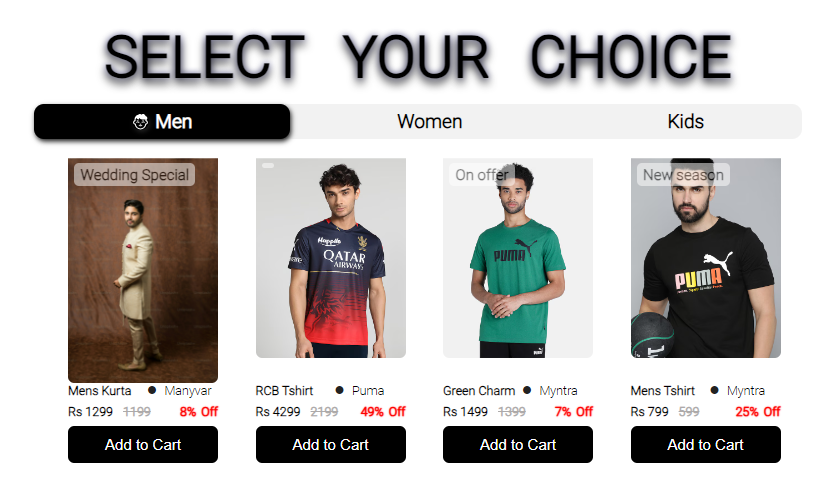 SELECT YOUR CHOICE
Men Women Kids
Wedding Special
On offer
New season
Happilo
QATAR
AIRWAYS
PUMA
PUMA
Mens Kurta ● Manyvar
Rs 1299 1199 8% Off
Add to Cart
RCB Tshirt ● Puma
Rs 4299 2199 49% Off
Add to Cart
Green Charm ● Myntra
Rs 1499 1399 7% Off
Add to Cart
Mens Tshirt ● Myntra
Rs 799 599 25% Off
Add to Cart